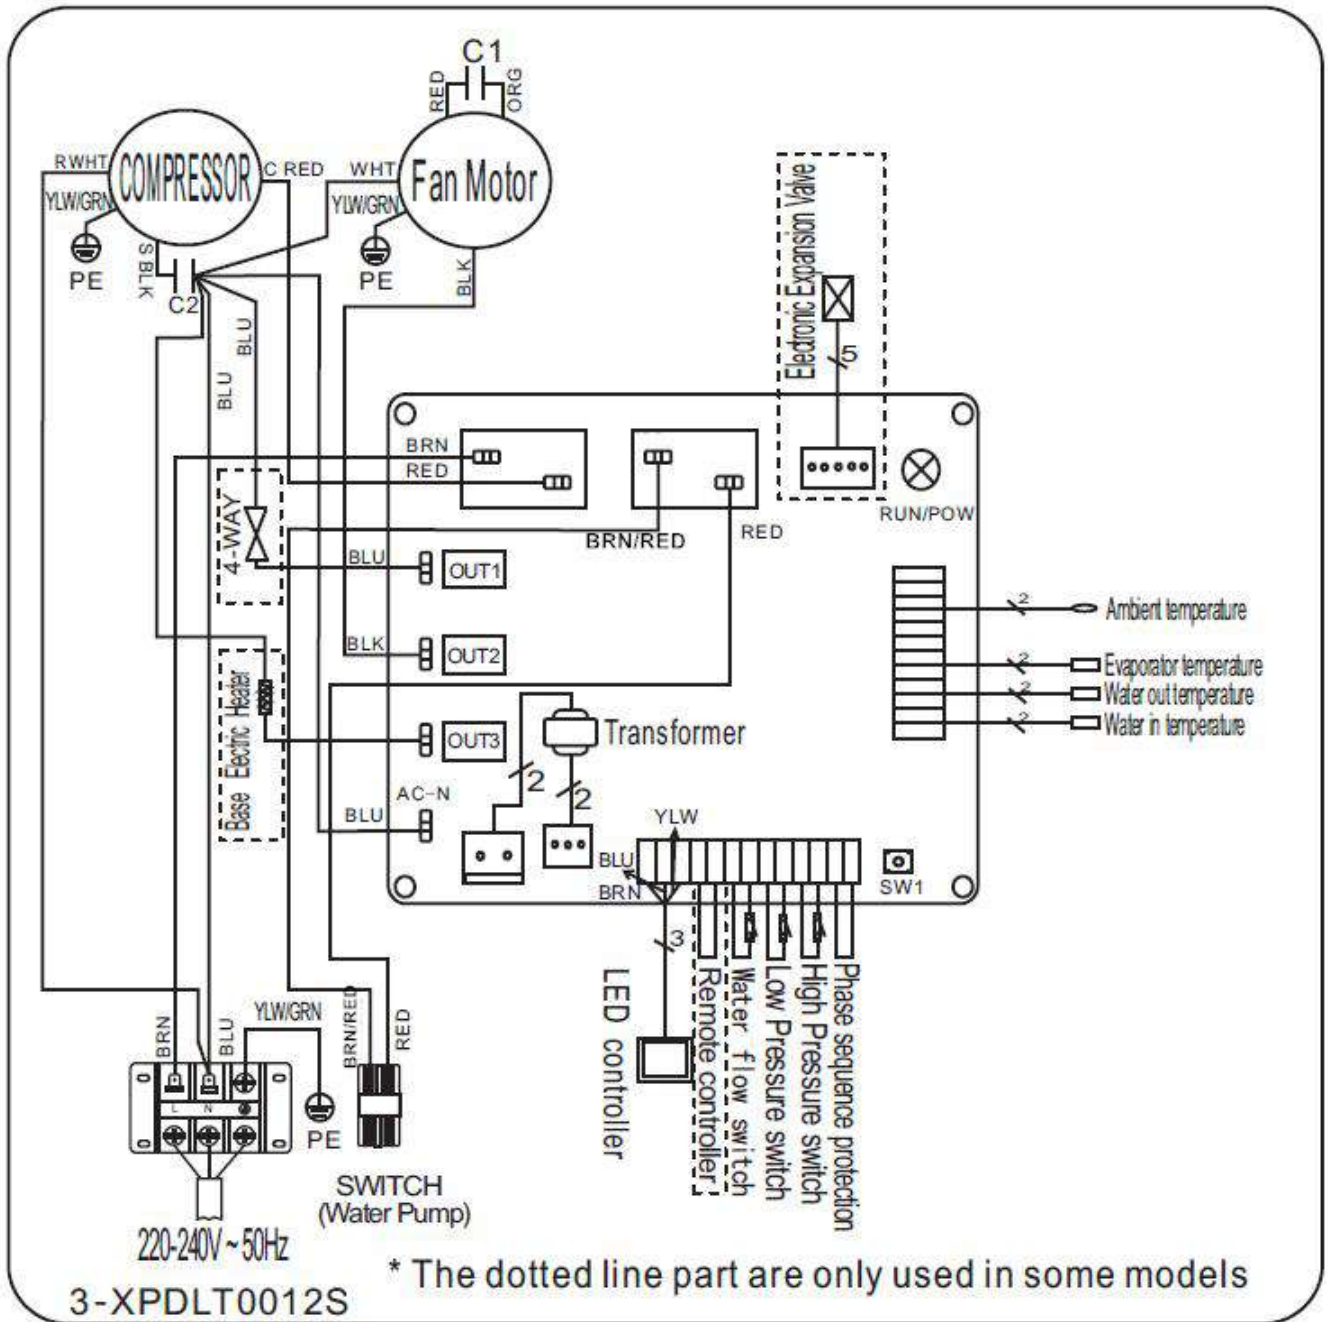 C1
RED
ORG
R WHT
COMPRESSOR
C RED
WHT
Fan Motor
YLW/GRN
YLW/GRN
PE
S BLK
C2
PE
BLK
Electronic Expansion Valve
5
BLU
BLU
BRN
RED
RUN/POW
BRN/RED
RED
4-WAY
BLU
OUT1
BLK
OUT2
2
Ambient temperature
2
Evaporator temperature
2
Water out temperature
2
Water in temperature
Base Electric Heater
OUT3
Transformer
2
2
AC-N
BLU
YLW
BLU
BRN
SW1
3
LED controller
Remote controller
Water flow switch
Low Pressure switch
High Pressure switch
Phase sequence protection
BRN
BLU
YLW/GRN
BRN/RED
RED
L
N
PE
SWITCH
(Water Pump)
220-240V ~ 50Hz
* The dotted line part are only used in some models
3-XPDLT0012S